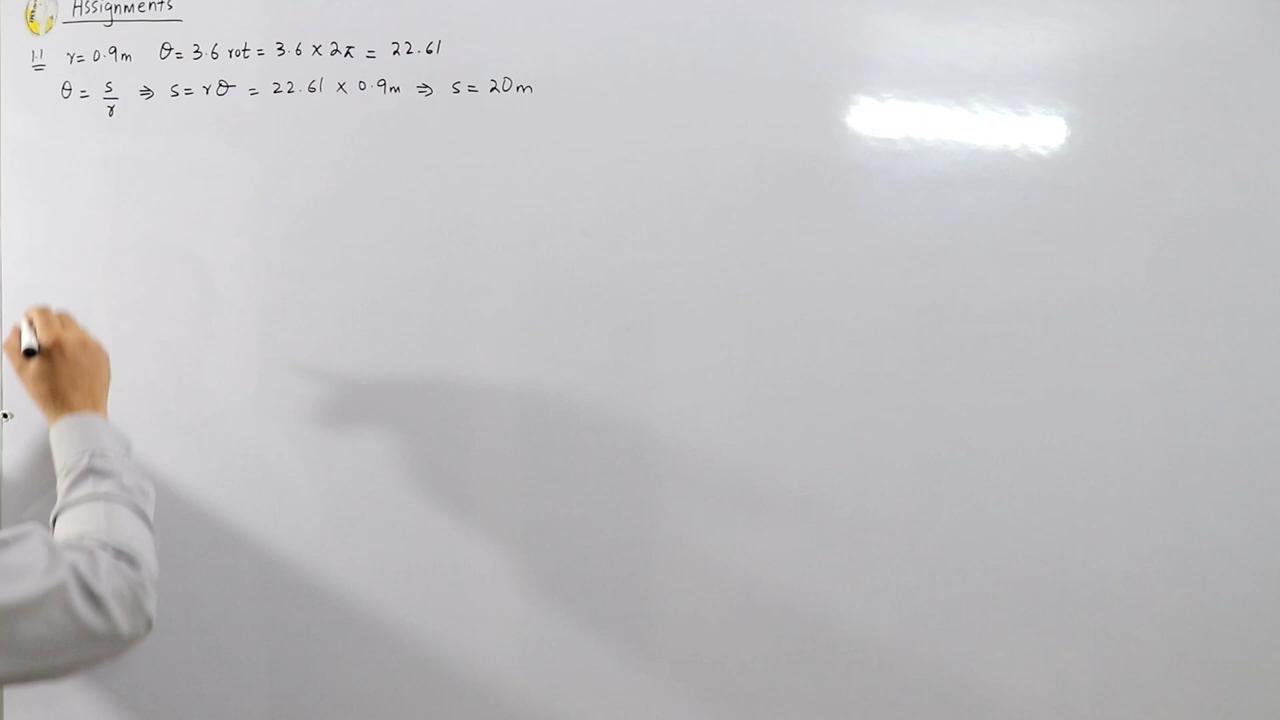 Assignments
1.1 r = 0.9m θ = 3.6 rot = 3.6 × 2π = 22.61
θ = s/r ⇒ s = rθ = 22.61 × 0.9m ⇒ s = 20m